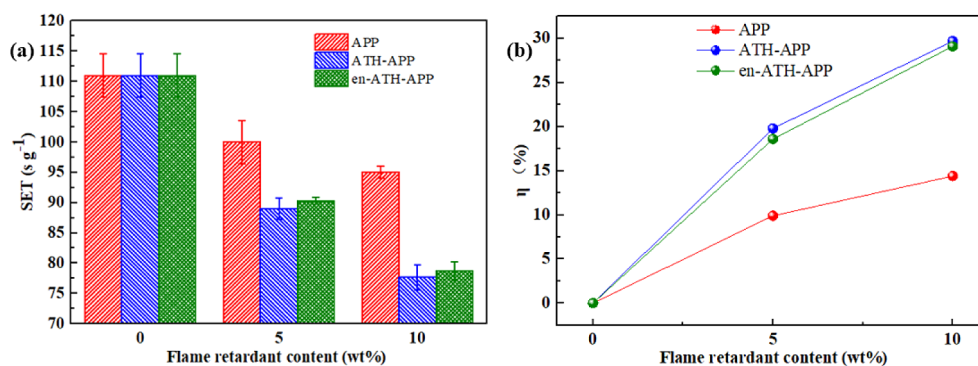 (a)
SET (s g⁻¹)
120
115
110
105
100
95
90
85
80
75
70
APP
ATH-APP
en-ATH-APP
0
5
10
Flame retardant content (wt%)
(b)
η (%)
30
25
20
15
10
5
0
APP
ATH-APP
en-ATH-APP
0
5
10
Flame retardant content (wt%)